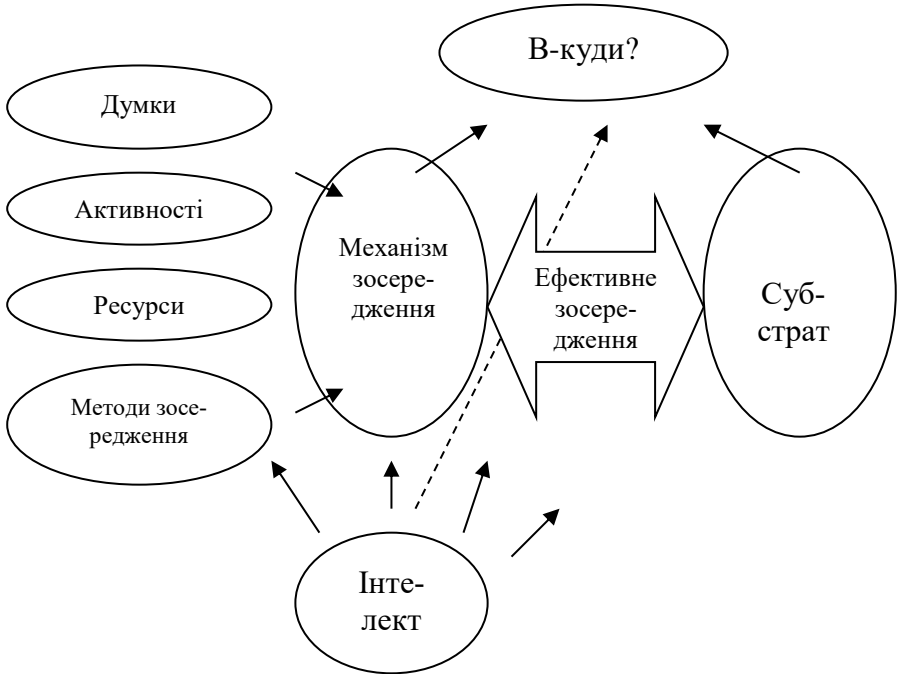 В-куди?
Думки
Активності
Ресурси
Методи зосе-
редження
Механізм
зосере-
дження
Ефективне
зосере-
дження
Суб-
страт
Інте-
лект